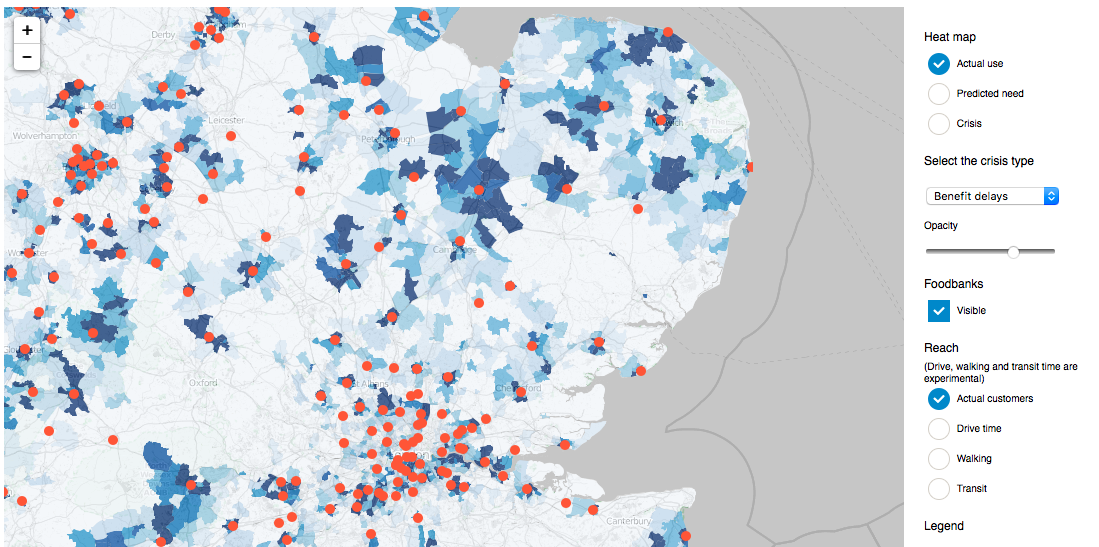 +
−
Derby
Leicester
Wolverhampton
Peterborough
Cambridge
Worcester
Gloucester
Oxford
St Albans
Chelmsford
Canterbury
Heat map
Actual use
Predicted need
Crisis
Select the crisis type
Benefit delays
Opacity
Foodbanks
Visible
Reach
(Drive, walking and transit time are
experimental)
Actual customers
Drive time
Walking
Transit
Legend